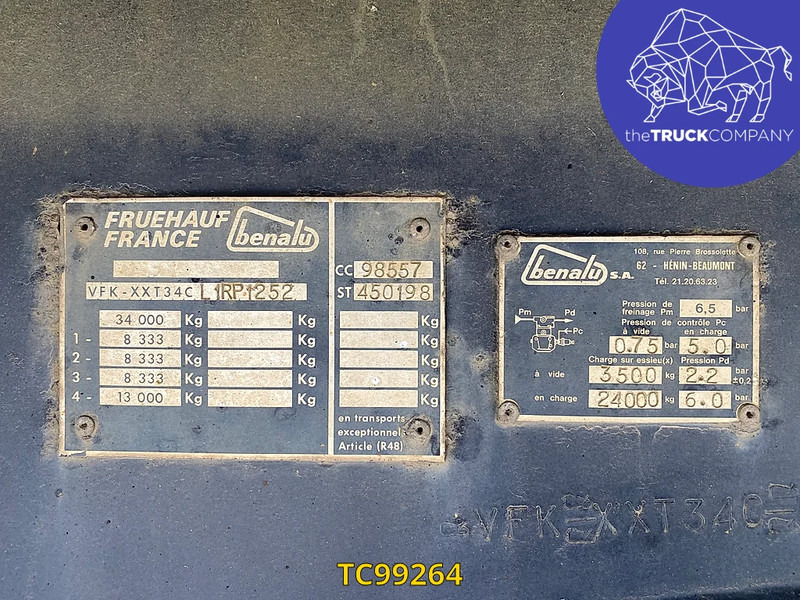 theTRUCKCOMPANY
FRUEHAUF
FRANCE
benalu
CC 98557
VFK-XXT34C L1RP1252
ST 450198
34 000 Kg Kg Kg
1- 8 333 Kg Kg Kg
2- 8 333 Kg Kg Kg
3- 8 333 Kg Kg Kg
4- 13 000 Kg Kg Kg
en transports
exceptionnels
Article (R48)
benalu S.A.
108, rue Pierre Brossolette
62 - HÉNIN-BEAUMONT
Tél. 21.20.63.23
Pm Pd
Pc
Pression de
freinage Pm 6,5 bar
Pression de contrôle Pc
à vide en charge
0.75 bar 5.0 bar
Charge sur essieu(x) Pression Pd
à vide 3500 kg 2.2 bar
±0,2
en charge 24000 kg 6.0 bar
VFK-XXT34C
TC99264